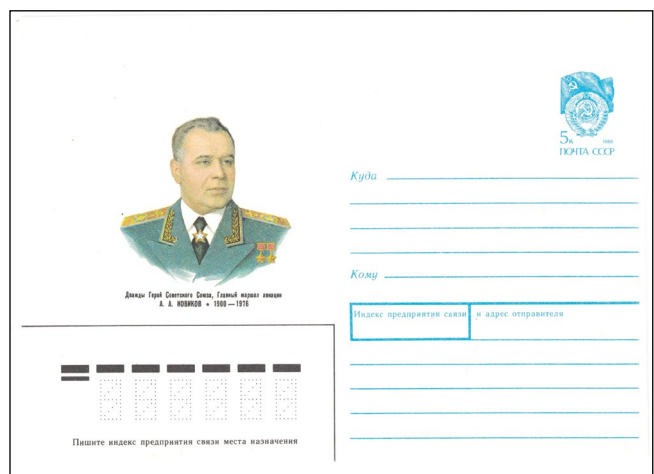 5к 1988
ПОЧТА СССР
Куда
Кому
Дважды Герой Советского Союза, Главный маршал авиации
А. А. НОВИКОВ • 1900—1976
Индекс предприятия связи и адрес отправителя
Пишите индекс предприятия связи места назначения